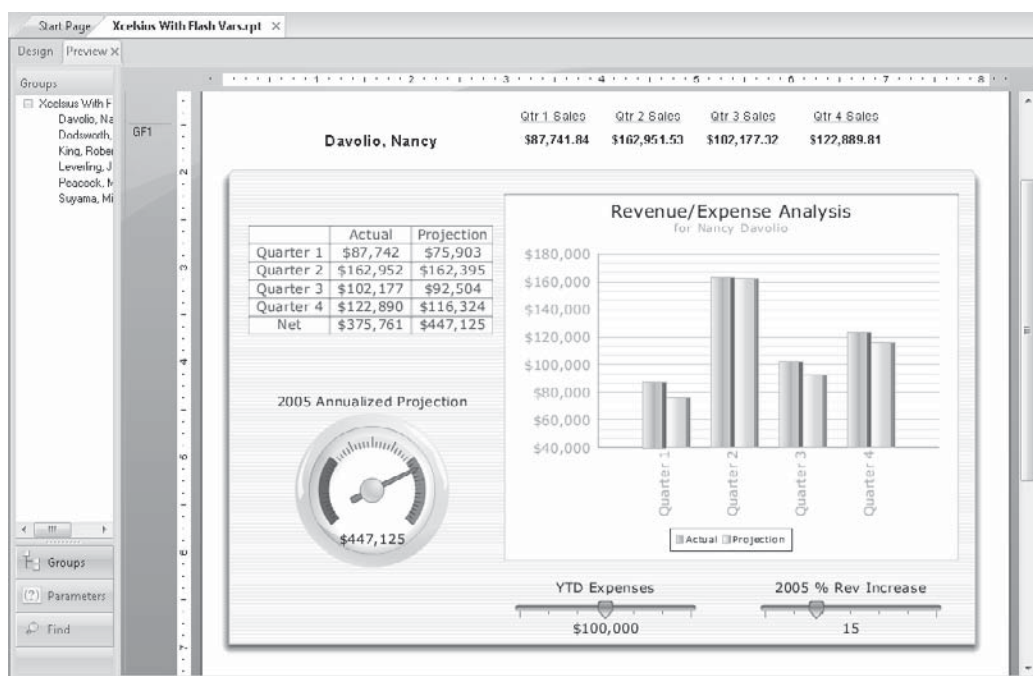 Start Page
Xcelsius With Flash Vars.rpt
Design
Preview
Groups
Xcelsius With F
Davolio, Na
Dodsworth,
King, Rober
Leverling, J
Peacock, M
Suyama, Mi
GF1
Qtr 1 Sales Qtr 2 Sales Qtr 3 Sales Qtr 4 Sales
Davolio, Nancy $87,741.84 $162,951.53 $102,177.32 $122,889.81
Actual Projection
Quarter 1 $87,742 $75,903
Quarter 2 $162,952 $162,395
Quarter 3 $102,177 $92,504
Quarter 4 $122,890 $116,324
Net $375,761 $447,125
2005 Annualized Projection
$447,125
Revenue/Expense Analysis
for Nancy Davolio
$180,000
$160,000
$140,000
$120,000
$100,000
$80,000
$60,000
$40,000
Quarter 1
Quarter 2
Quarter 3
Quarter 4
Actual Projection
YTD Expenses
$100,000
2005 % Rev Increase
15
Groups
Parameters
Find